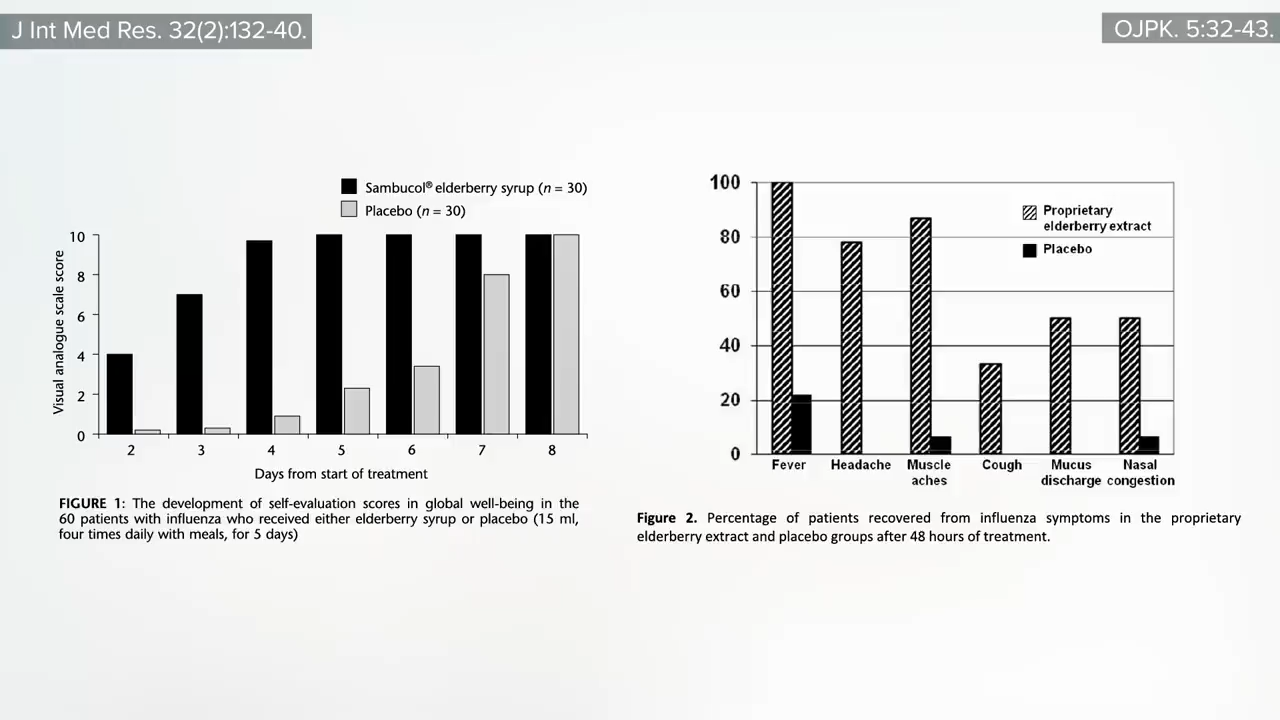 J Int Med Res. 32(2):132-40.
OJPK. 5:32-43.
Sambucol® elderberry syrup (n = 30)
Placebo (n = 30)
Visual analogue scale score
10
8
6
4
2
0
2 3 4 5 6 7 8
Days from start of treatment
FIGURE 1: The development of self-evaluation scores in global well-being in the
60 patients with influenza who received either elderberry syrup or placebo (15 ml,
four times daily with meals, for 5 days)
100
80
60
40
20
0
Proprietary
elderberry extract
Placebo
Fever Headache Muscle Cough Mucus Nasal
aches discharge congestion
Figure 2. Percentage of patients recovered from influenza symptoms in the proprietary
elderberry extract and placebo groups after 48 hours of treatment.